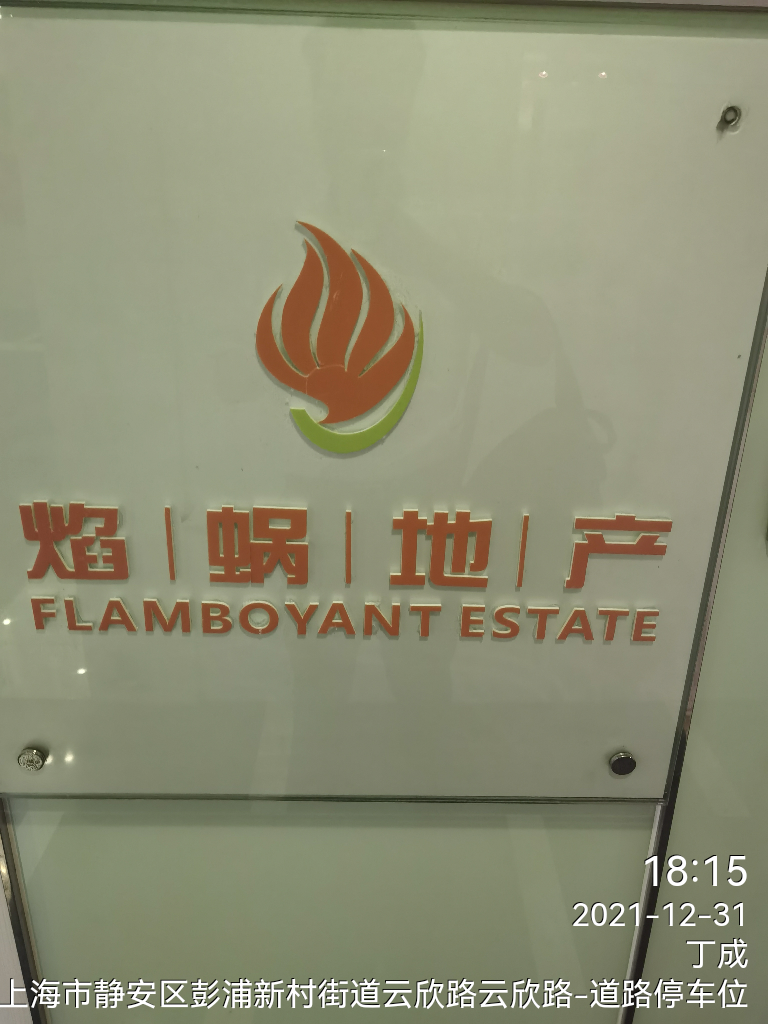 焰|蜗|地|产
FLAMBOYANT ESTATE
18:15
2021-12-31
丁成
上海市静安区彭浦新村街道云欣路云欣路-道路停车位